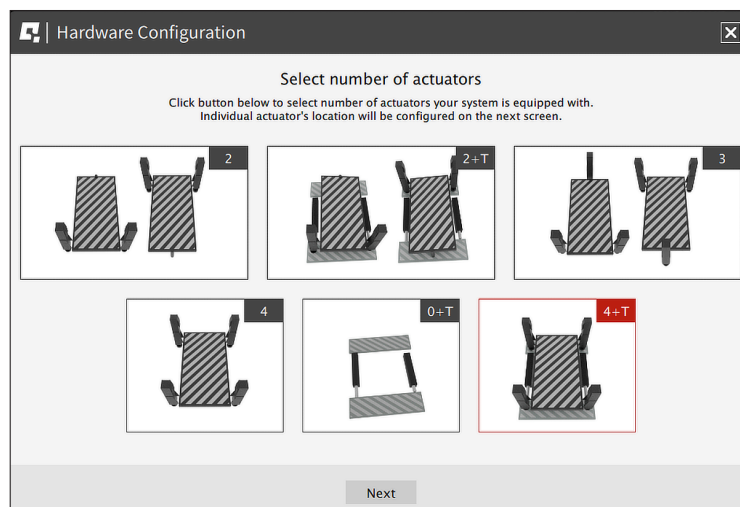 Hardware Configuration
Select number of actuators
Click button below to select number of actuators your system is equipped with.
Individual actuator's location will be configured on the next screen.
2
2+T
3
4
0+T
4+T
Next